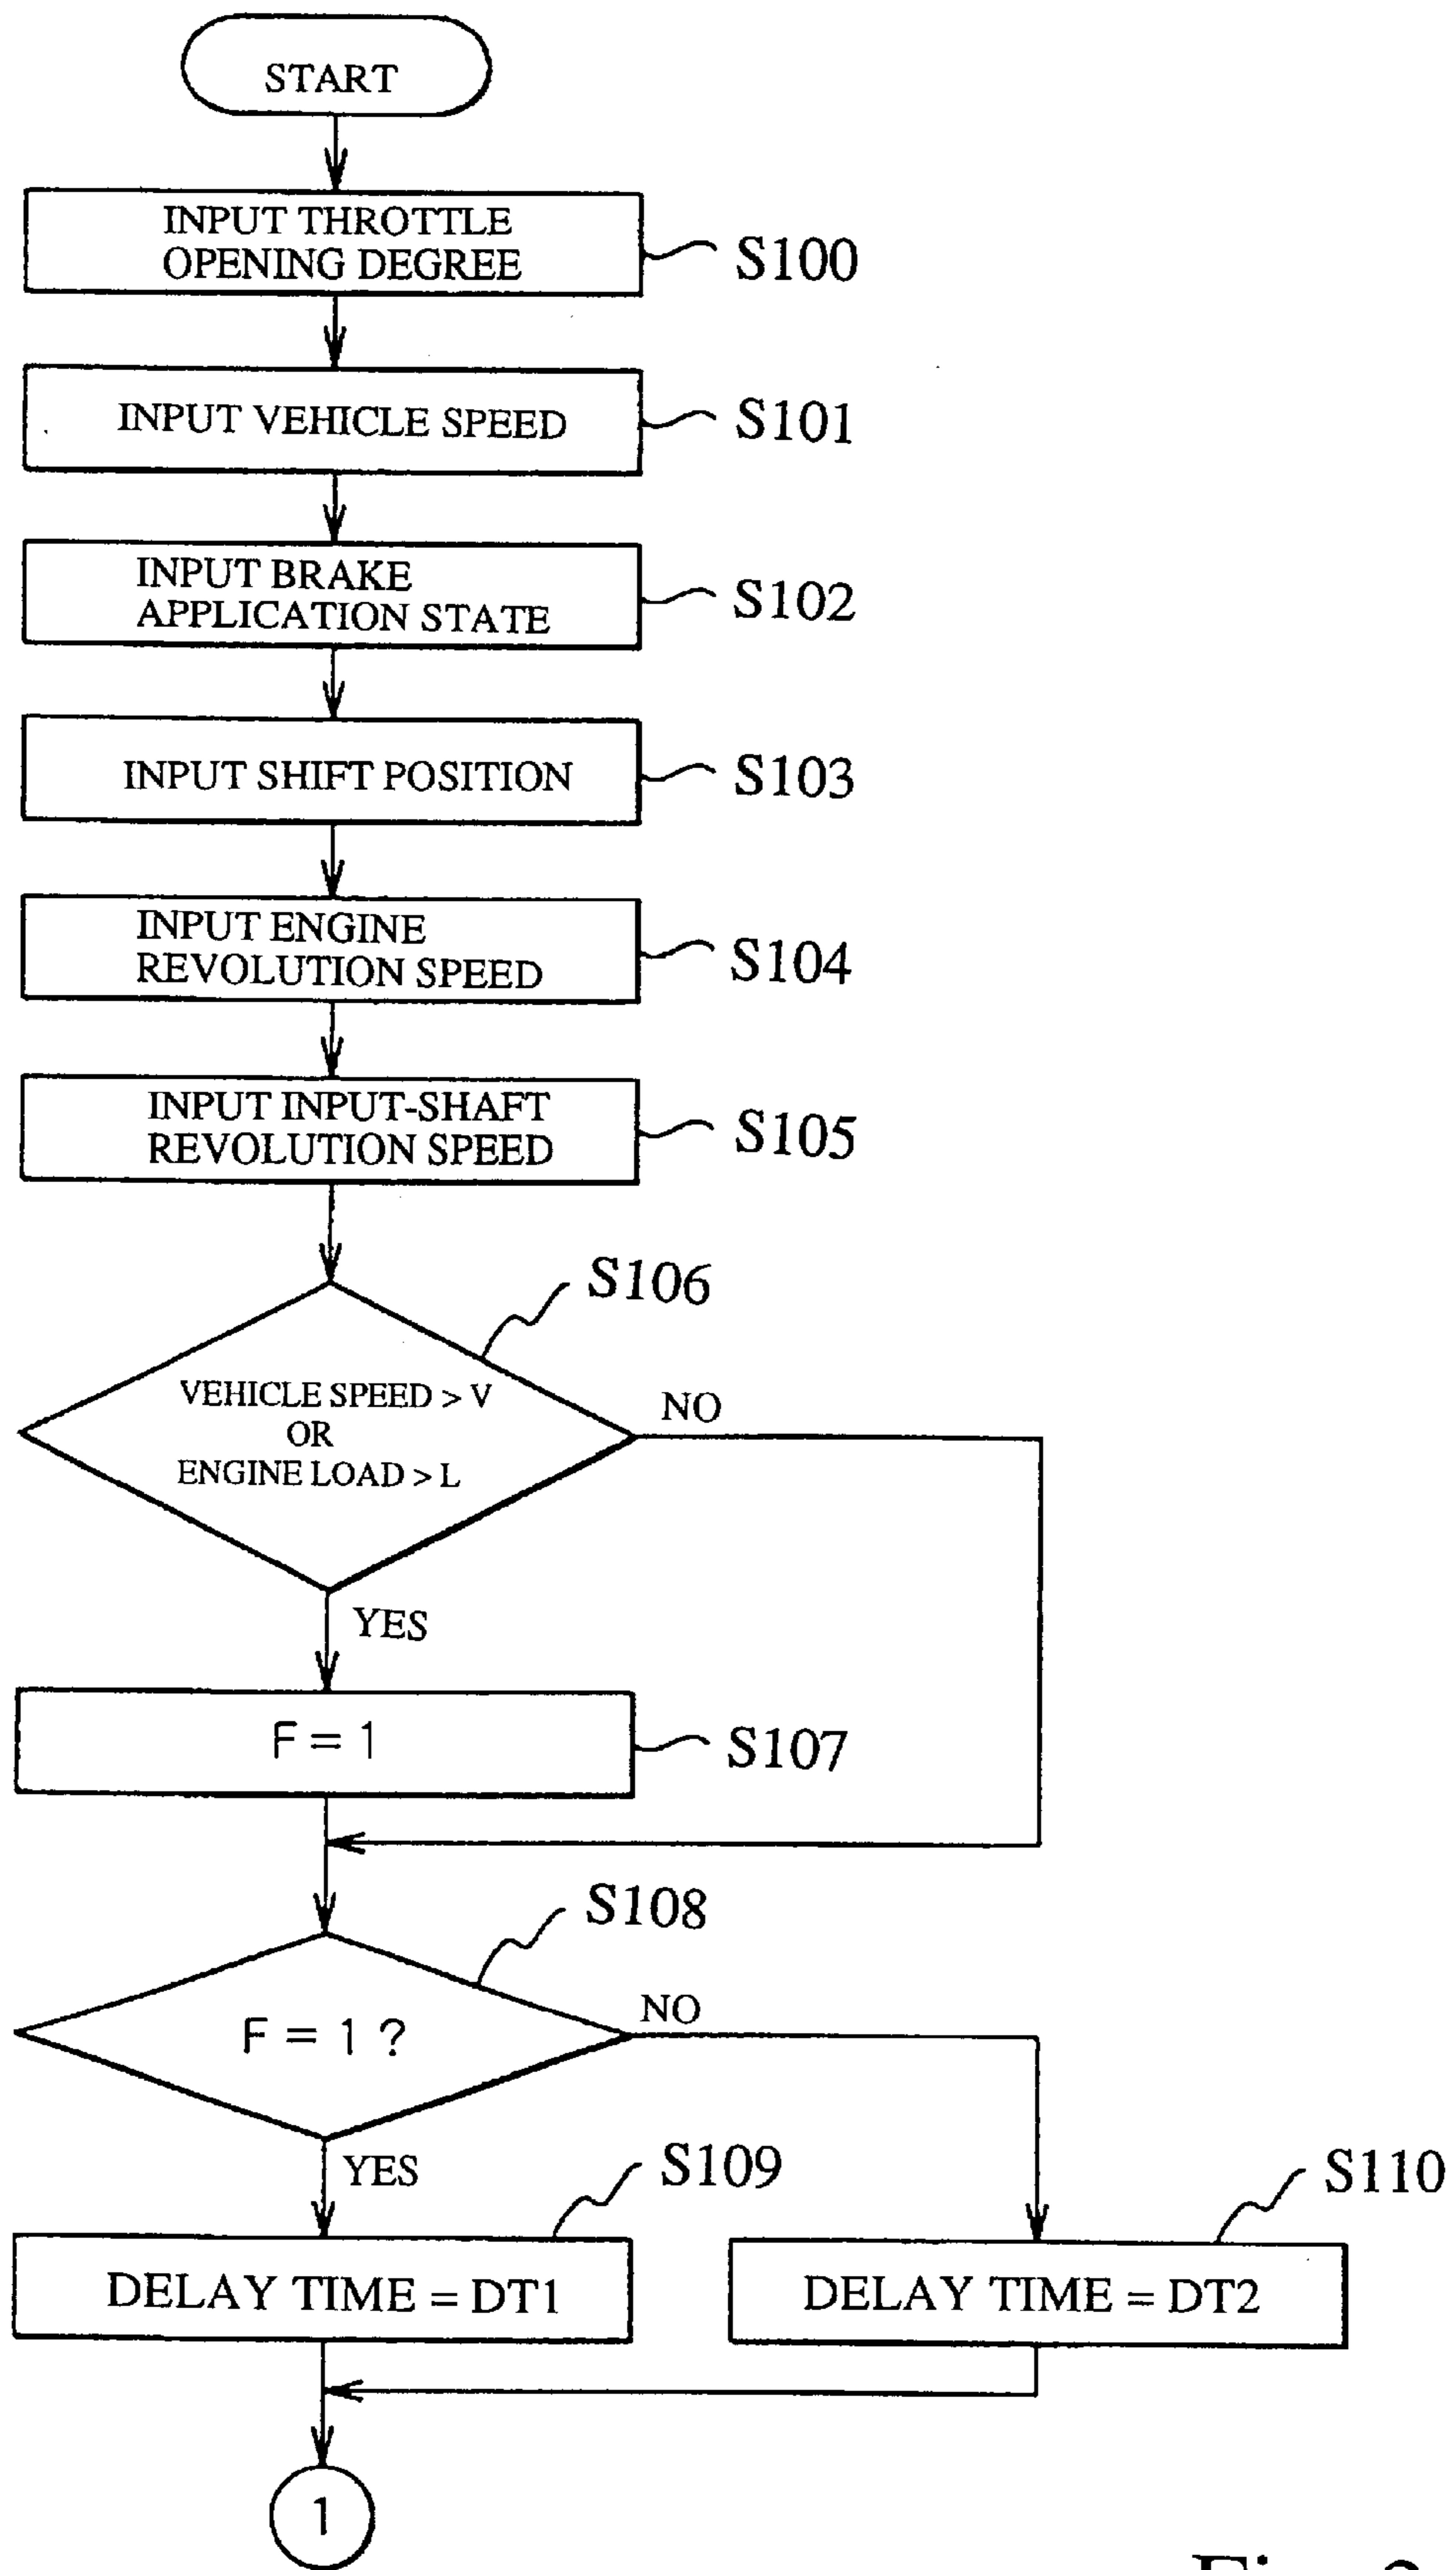 START
INPUT THROTTLE
OPENING DEGREE
S100
INPUT VEHICLE SPEED
S101
INPUT BRAKE
APPLICATION STATE
S102
INPUT SHIFT POSITION
S103
INPUT ENGINE
REVOLUTION SPEED
S104
INPUT INPUT-SHAFT
REVOLUTION SPEED
S105
S106
VEHICLE SPEED > V
OR
ENGINE LOAD > L
NO
YES
F = 1
S107
S108
F = 1 ?
NO
YES
S109
S110
DELAY TIME = DT1
DELAY TIME = DT2
1